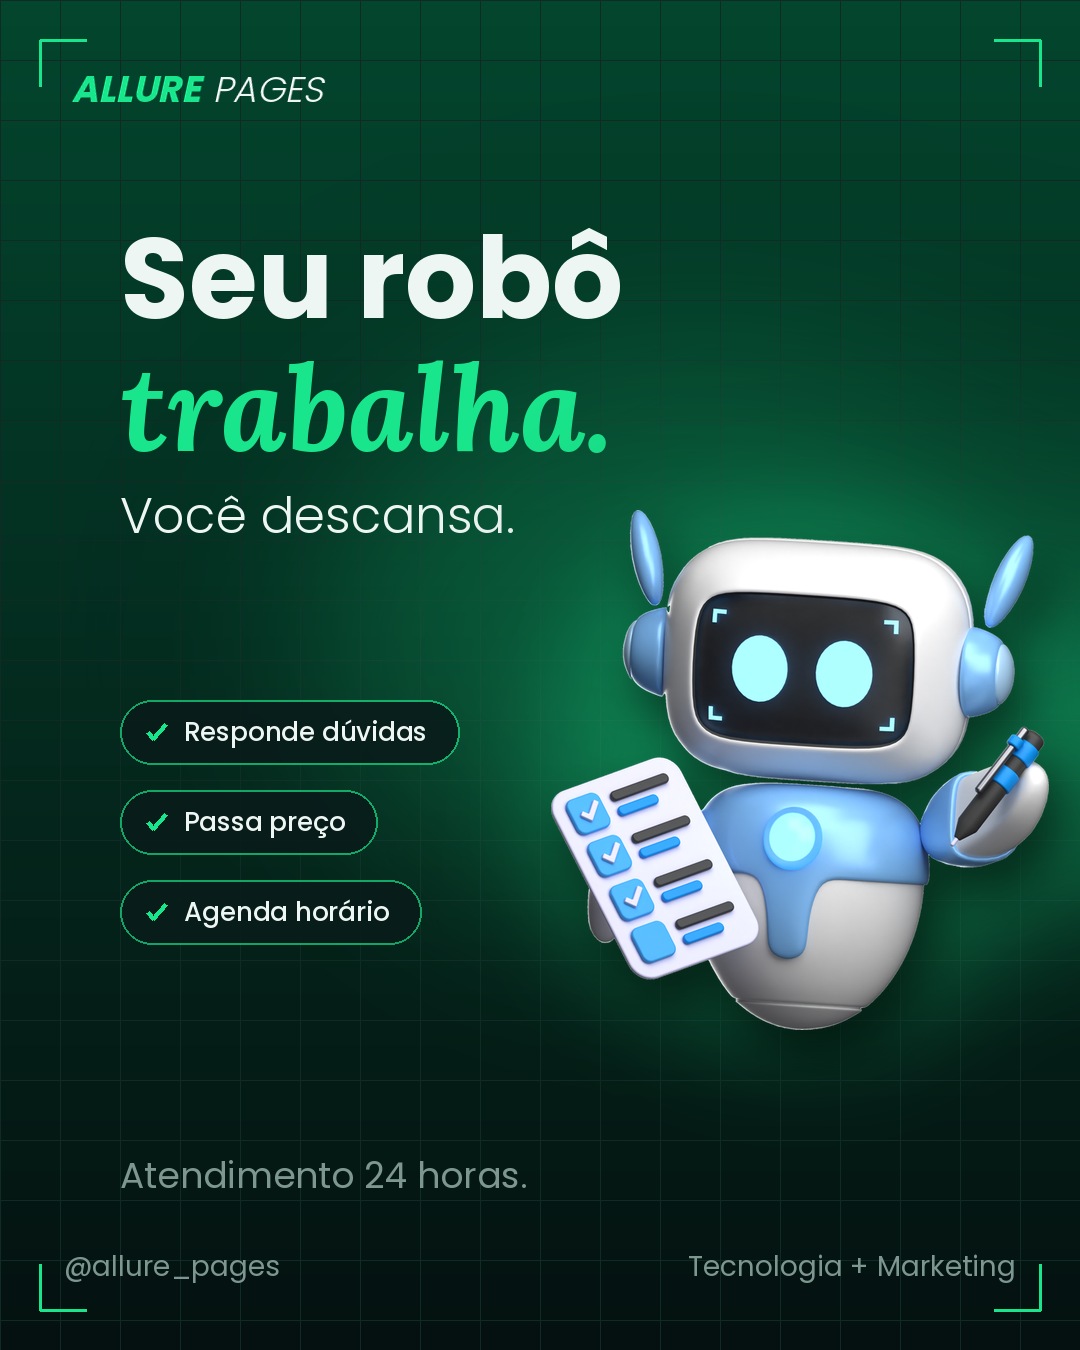 ALLURE PAGES
Seu robô
trabalha.
Você descansa.
Responde dúvidas
Passa preço
Agenda horário
Atendimento 24 horas.
@allure_pages
Tecnologia + Marketing